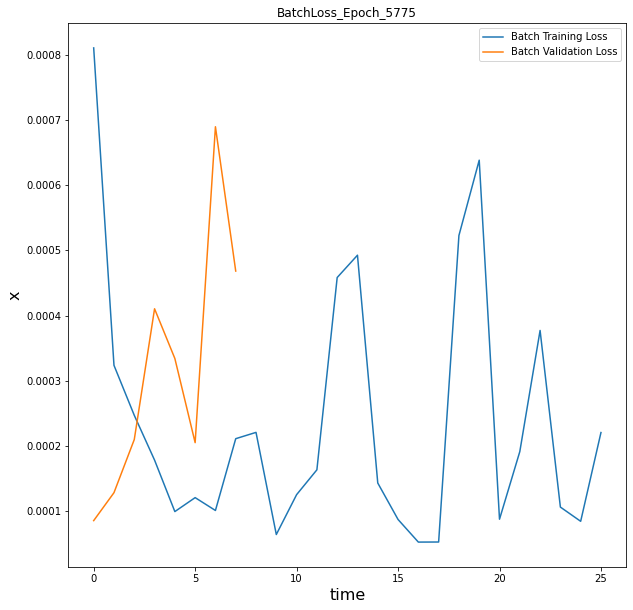 BatchLoss_Epoch_5775
Batch Training Loss
Batch Validation Loss
0.0008
0.0007
0.0006
0.0005
0.0004
0.0003
0.0002
0.0001
x
0 5 10 15 20 25
time